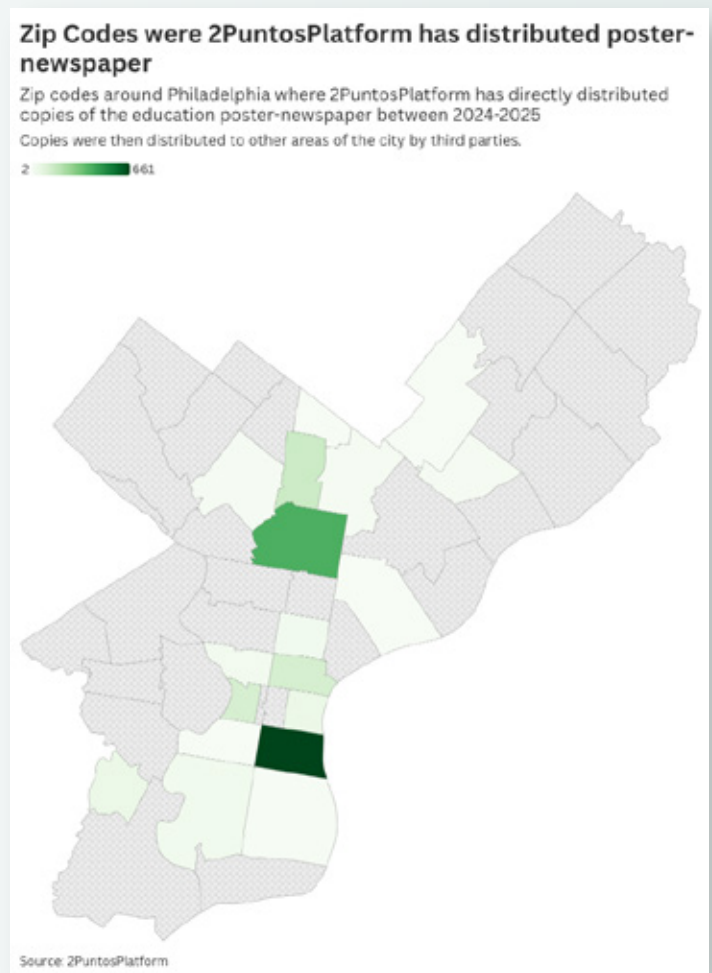 Zip Codes were 2PuntosPlatform has distributed poster-
newspaper
Zip codes around Philadelphia where 2PuntosPlatform has directly distributed
copies of the education poster-newspaper between 2024-2025
Copies were then distributed to other areas of the city by third parties.
2 661
Source: 2PuntosPlatform